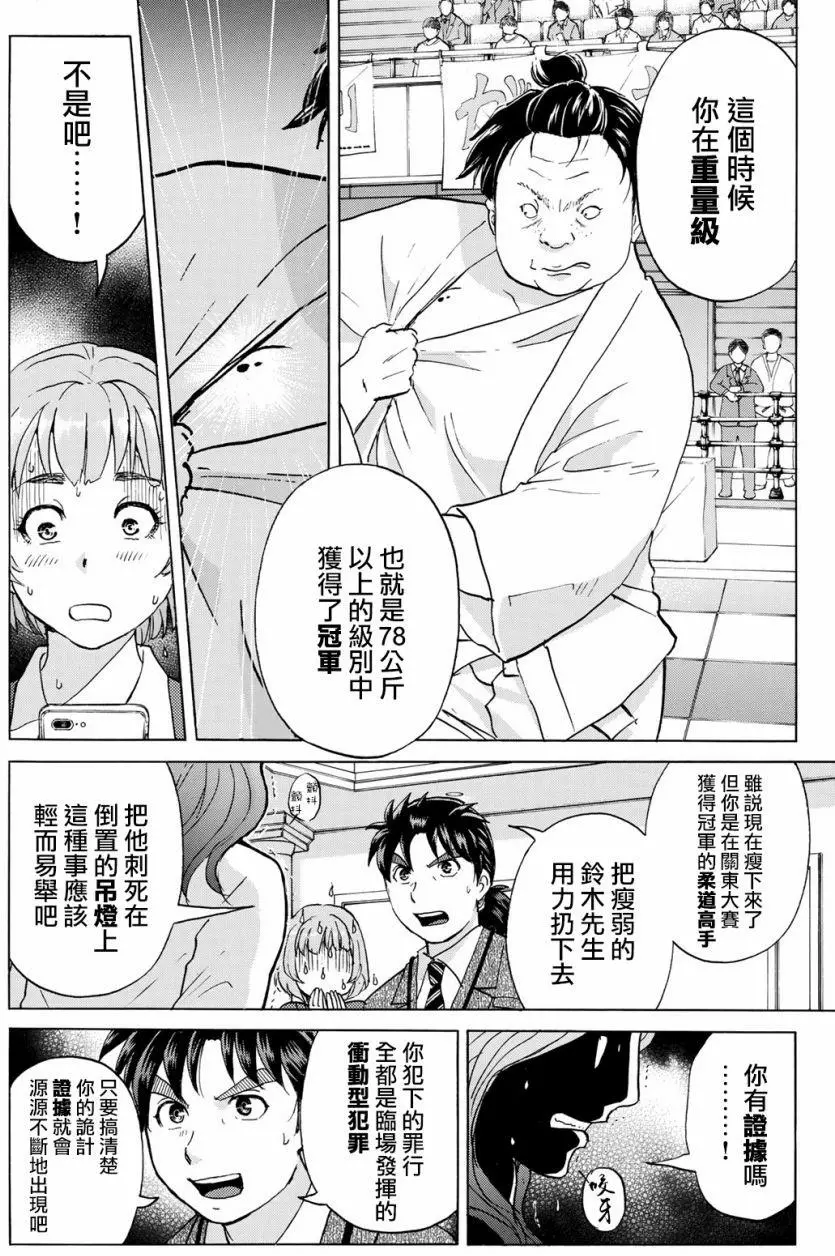 這個時候
你在重量級
也就是78公斤
以上的級別中
獲得了冠軍
不是吧……！
雖説現在瘦下來了
但你是在關東大賽
獲得冠軍的柔道高手
把瘦弱的
鈴木先生
用力扔下去
顫抖
顫抖
把他刺死在
倒置的吊燈上
這種事應該
輕而易舉吧
你有證據嗎
………！
咬牙
你犯下的罪行
全都是臨場發揮的
衝動型犯罪
只要搞清楚
你的詭計
證據就會
源源不斷地出現吧